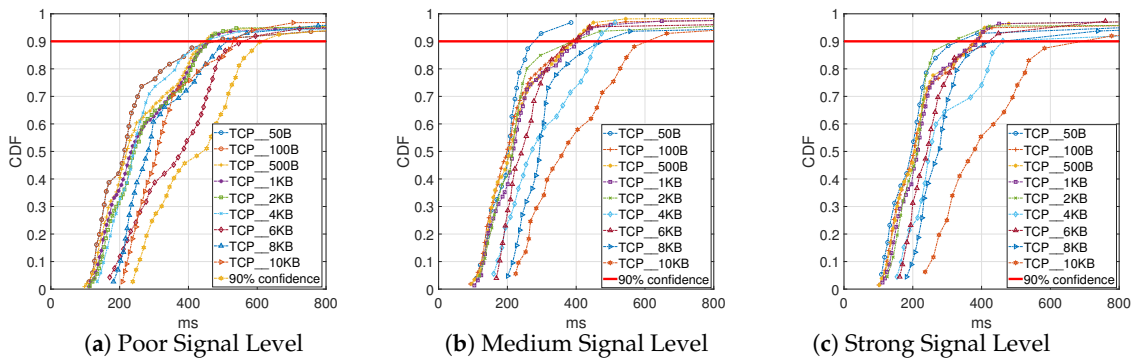 1
0.9
0.8
0.7
0.6
0.5
0.4
0.3
0.2
0.1
0
CDF
0 200 400 600 800
ms
TCP__50B
TCP__100B
TCP__500B
TCP__1KB
TCP__2KB
TCP__4KB
TCP__6KB
TCP__8KB
TCP__10KB
90% confidence
(a) Poor Signal Level
1
0.9
0.8
0.7
0.6
0.5
0.4
0.3
0.2
0.1
0
CDF
0 200 400 600 800
ms
TCP__50B
TCP__100B
TCP__500B
TCP__1KB
TCP__2KB
TCP__4KB
TCP__6KB
TCP__8KB
TCP__10KB
90% confidence
(b) Medium Signal Level
1
0.9
0.8
0.7
0.6
0.5
0.4
0.3
0.2
0.1
0
CDF
0 200 400 600 800
ms
TCP__50B
TCP__100B
TCP__500B
TCP__1KB
TCP__2KB
TCP__4KB
TCP__6KB
TCP__8KB
TCP__10KB
90% confidence
(c) Strong Signal Level